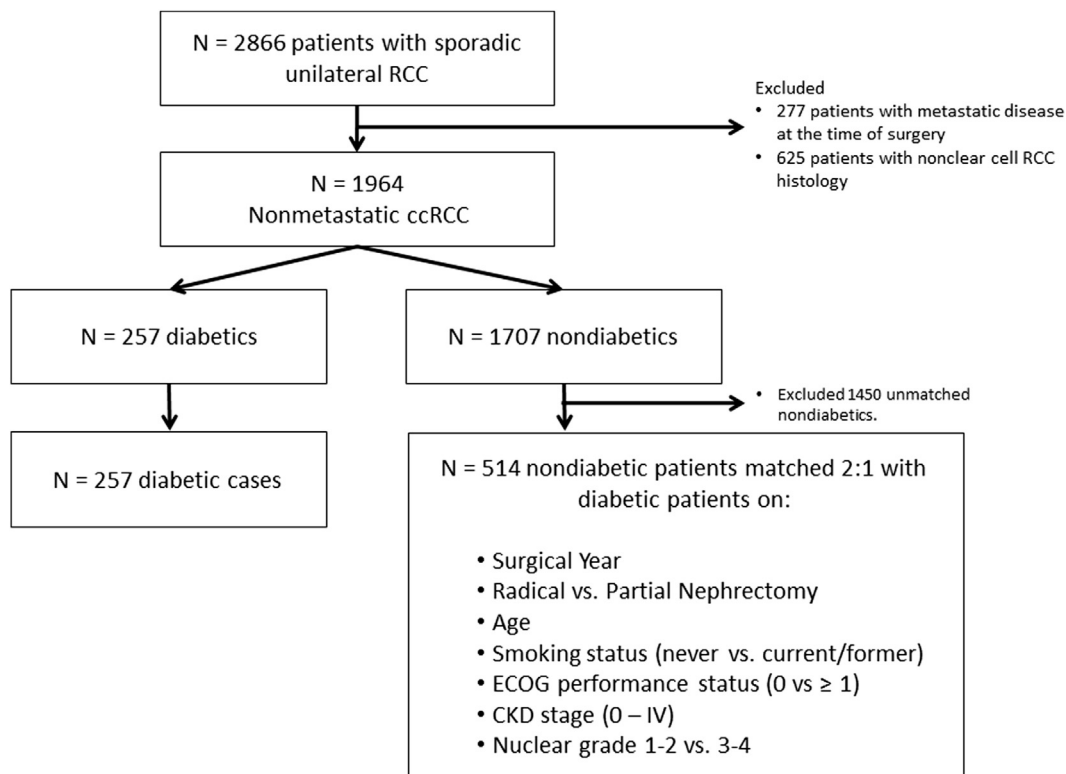 N = 2866 patients with sporadic
unilateral RCC
Excluded
• 277 patients with metastatic disease
at the time of surgery
• 625 patients with nonclear cell RCC
histology
N = 1964
Nonmetastatic ccRCC
N = 257 diabetics
N = 1707 nondiabetics
• Excluded 1450 unmatched
nondiabetics.
N = 257 diabetic cases
N = 514 nondiabetic patients matched 2:1 with
diabetic patients on:
• Surgical Year
• Radical vs. Partial Nephrectomy
• Age
• Smoking status (never vs. current/former)
• ECOG performance status (0 vs ≥ 1)
• CKD stage (0 – IV)
• Nuclear grade 1-2 vs. 3-4